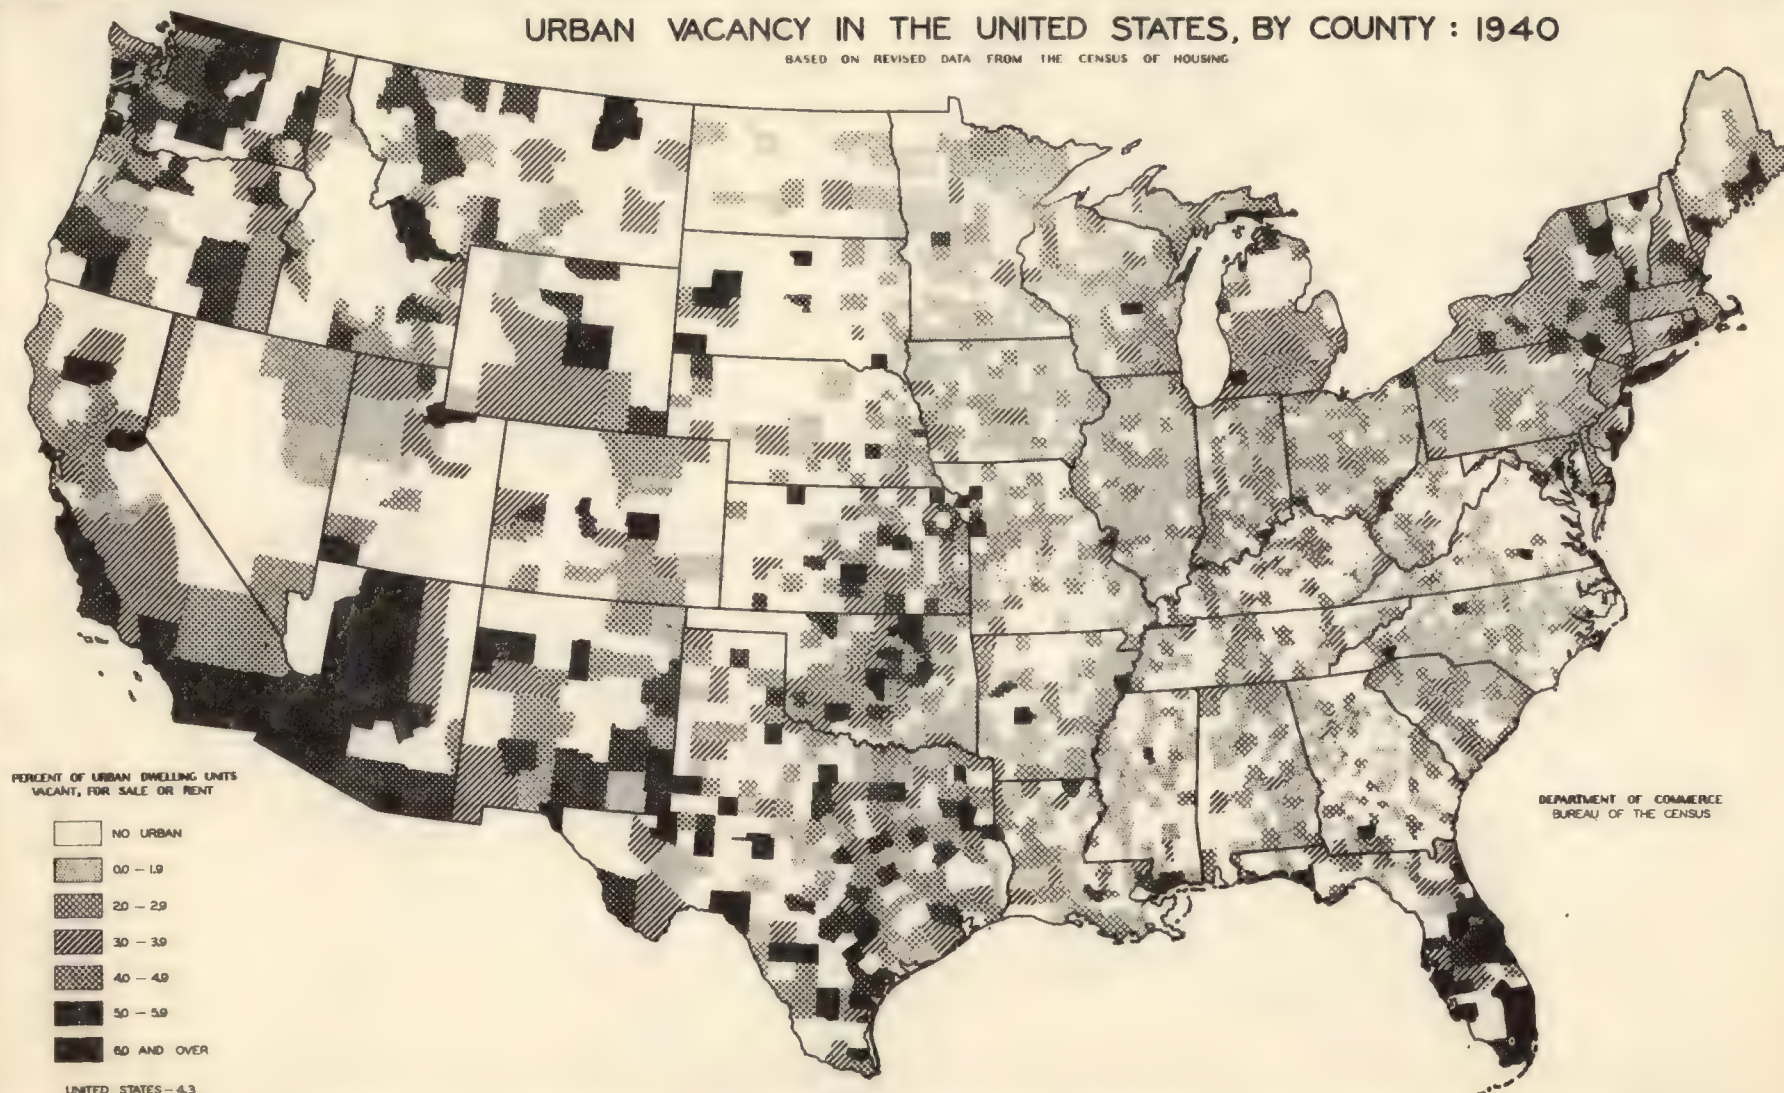 URBAN VACANCY IN THE UNITED STATES, BY COUNTY : 1940
BASED ON REVISED DATA FROM THE CENSUS OF HOUSING
PERCENT OF URBAN DWELLING UNITS
VACANT, FOR SALE OR RENT
NO URBAN
0.0 — 1.9
2.0 — 2.9
3.0 — 3.9
4.0 — 4.9
5.0 — 5.9
6.0 AND OVER
UNITED STATES — 4.3
DEPARTMENT OF COMMERCE
BUREAU OF THE CENSUS